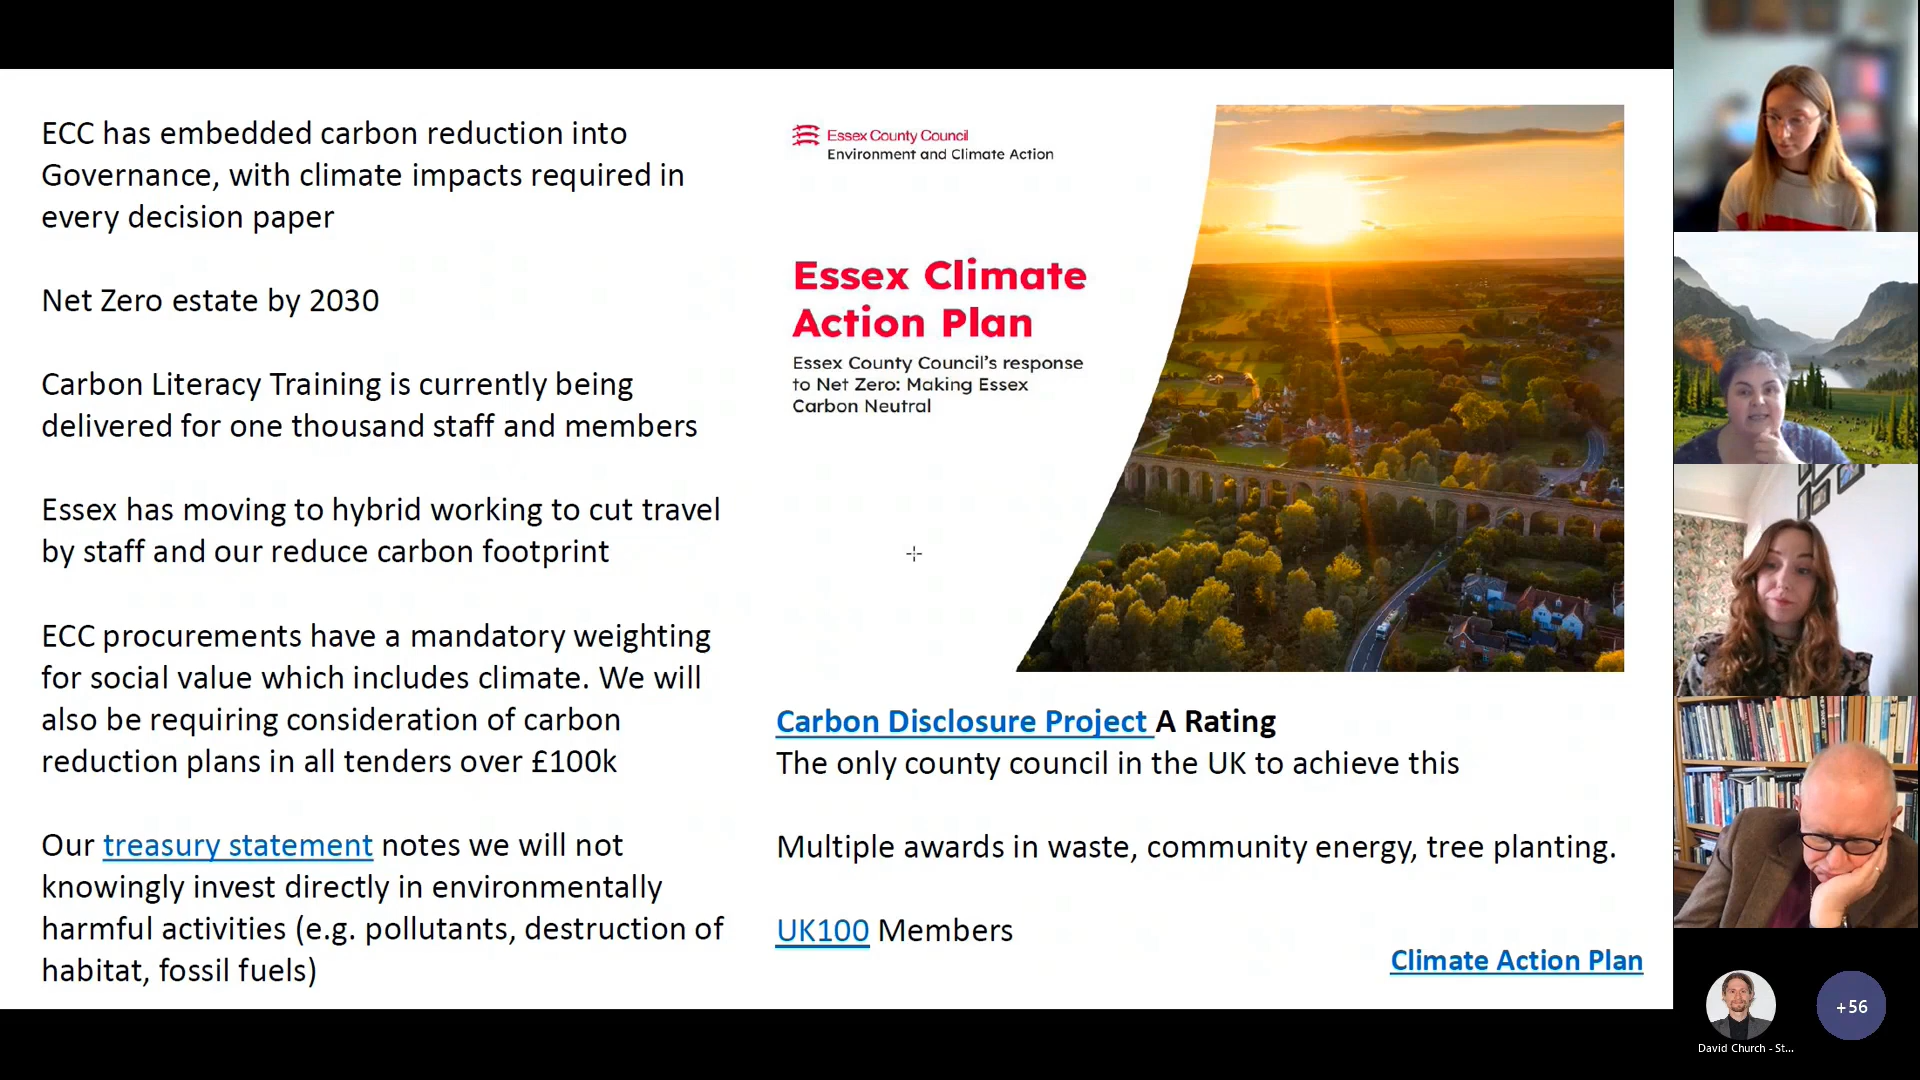 ECC has embedded carbon reduction into
Governance, with climate impacts required in
every decision paper
Net Zero estate by 2030
Carbon Literacy Training is currently being
delivered for one thousand staff and members
Essex has moving to hybrid working to cut travel
by staff and our reduce carbon footprint
ECC procurements have a mandatory weighting
for social value which includes climate. We will
also be requiring consideration of carbon
reduction plans in all tenders over £100k
Our treasury statement notes we will not
knowingly invest directly in environmentally
harmful activities (e.g. pollutants, destruction of
habitat, fossil fuels)
Essex County Council
Environment and Climate Action
Essex Climate
Action Plan
Essex County Council's response
to Net Zero: Making Essex
Carbon Neutral
Carbon Disclosure Project A Rating
The only county council in the UK to achieve this
Multiple awards in waste, community energy, tree planting.
UK100 Members
Climate Action Plan
+56
David Church - St...